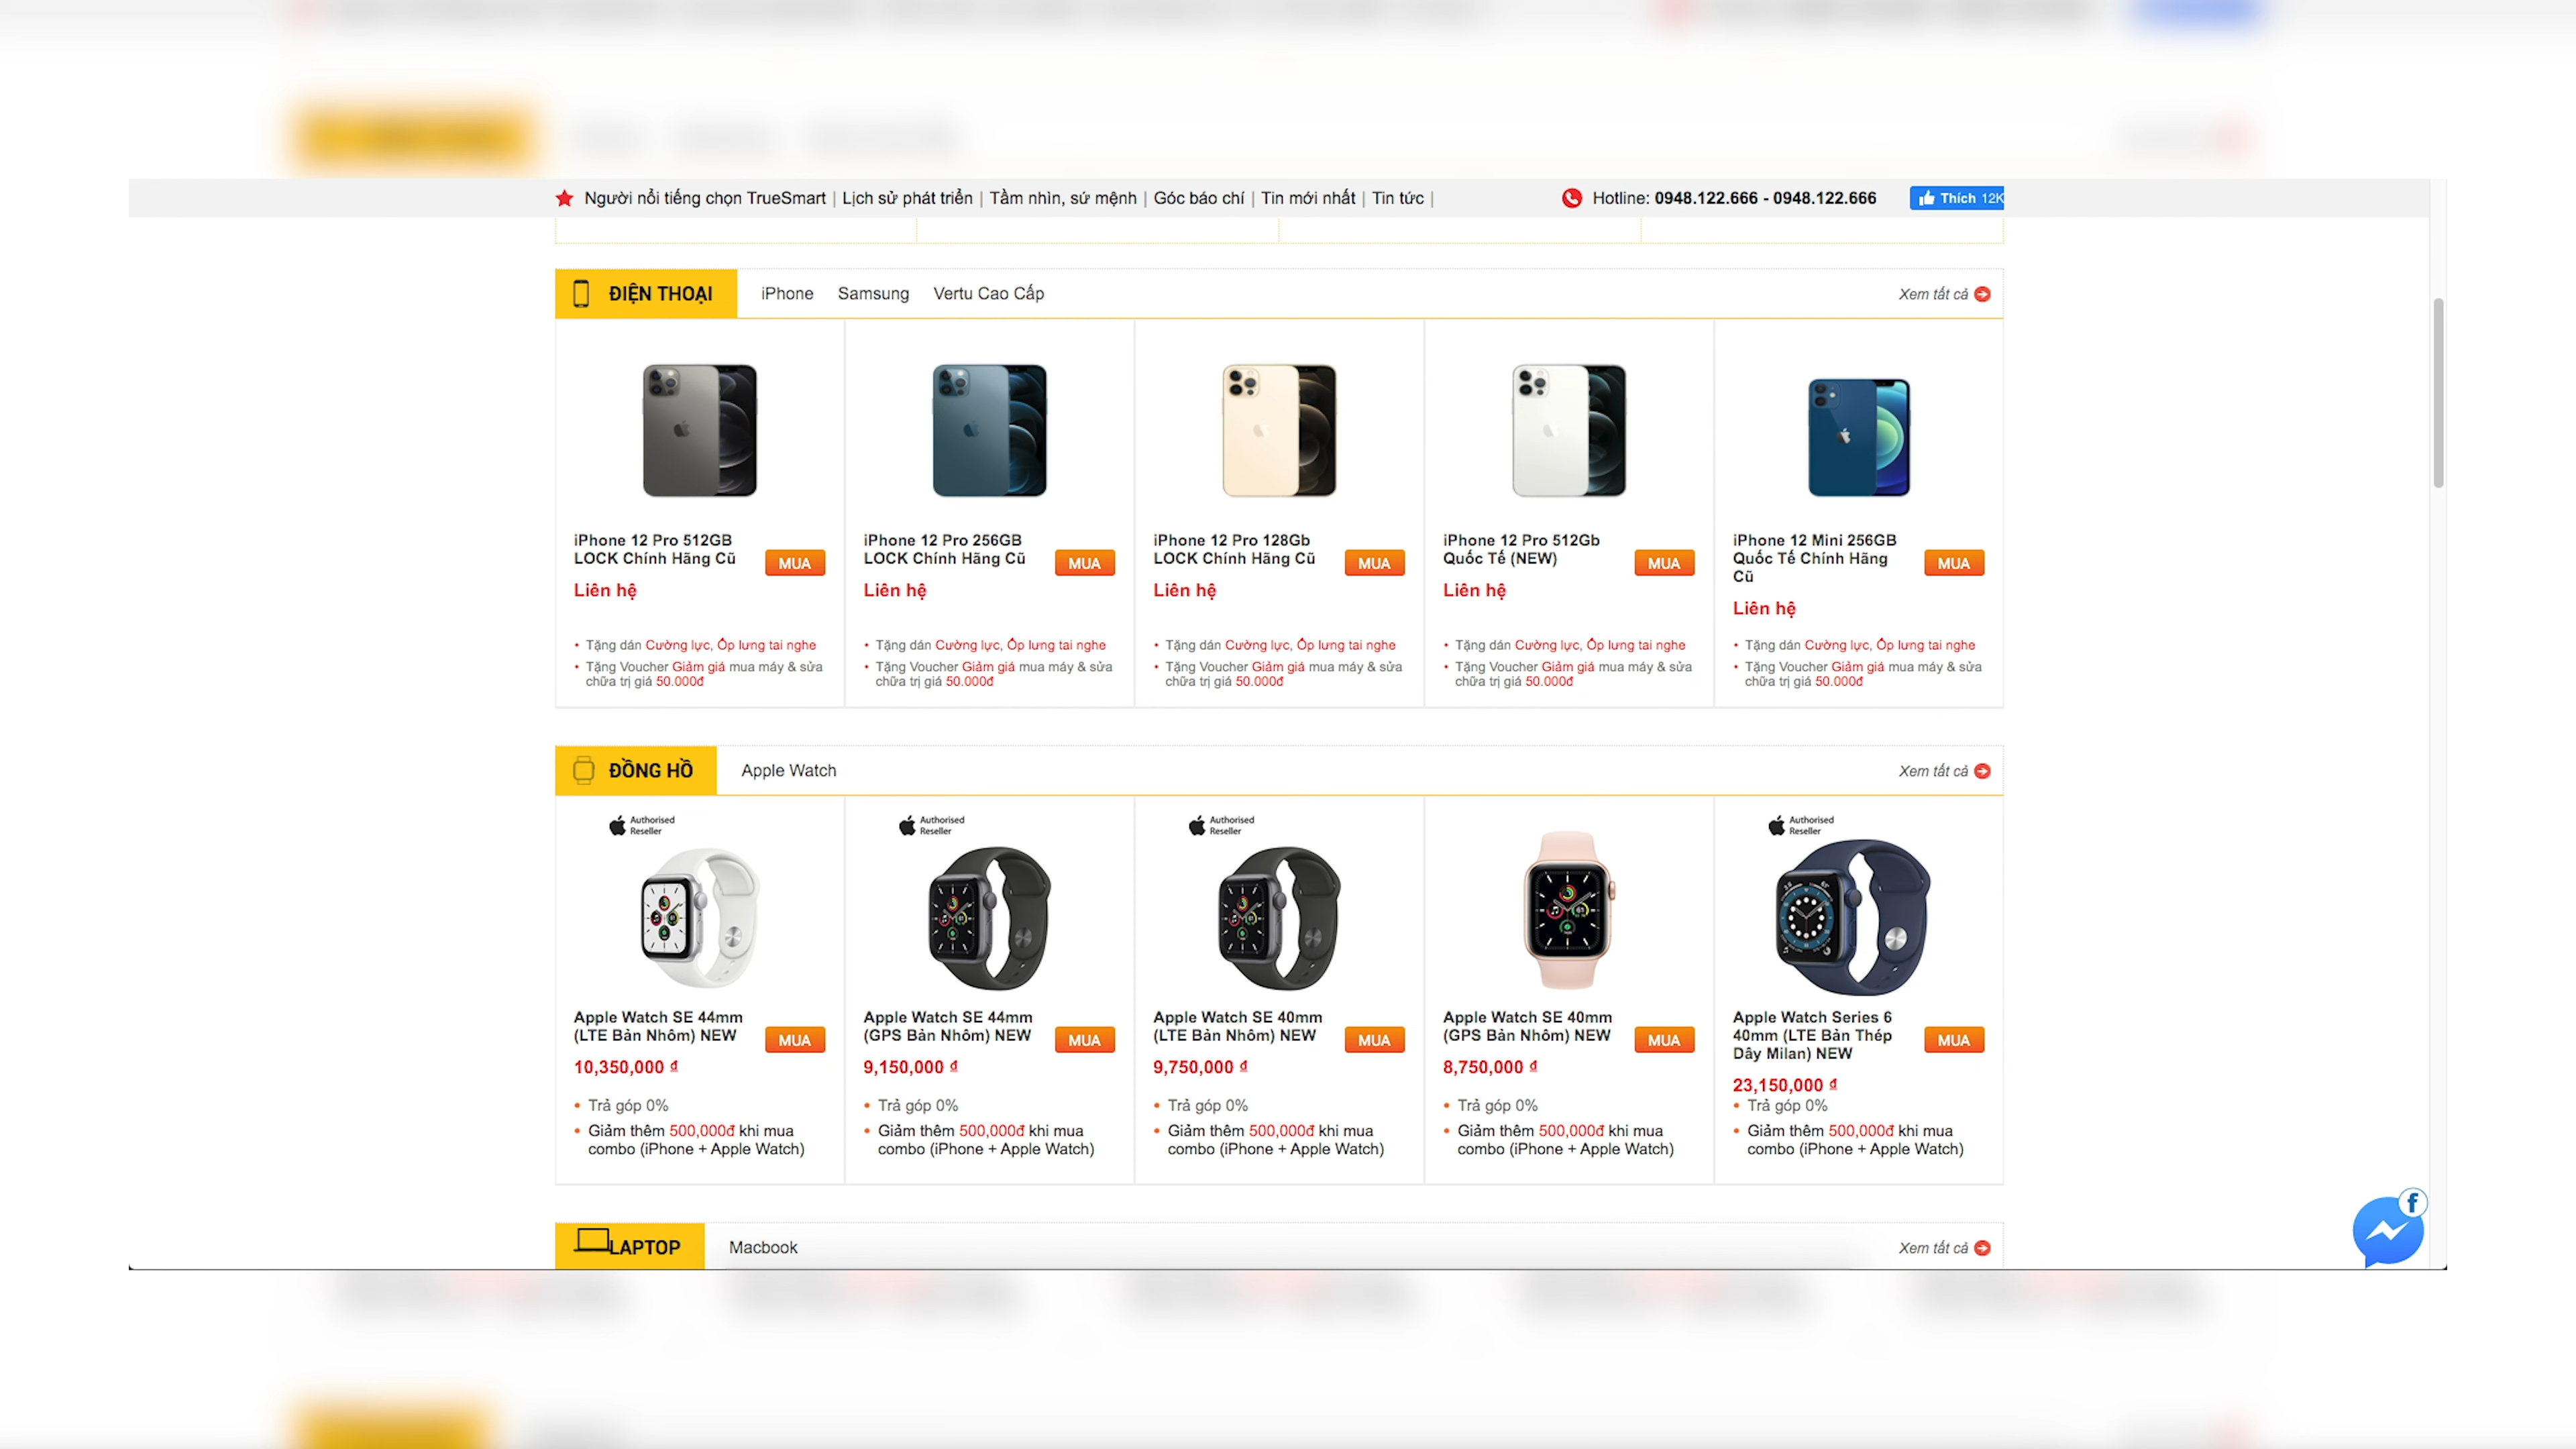 Người nổi tiếng chọn TrueSmart | Lịch sử phát triển | Tầm nhìn, sứ mệnh | Góc báo chí | Tin mới nhất | Tin tức |
Hotline: 0948.122.666 - 0948.122.666
Thích 12K
ĐIỆN THOẠI
iPhone
Samsung
Vertu Cao Cấp
Xem tất cả
iPhone 12 Pro 512GB
LOCK Chính Hãng Cũ
MUA
Liên hệ
• Tặng dán Cường lực, Ốp lưng tai nghe
• Tặng Voucher Giảm giá mua máy & sửa
chữa trị giá 50.000đ
iPhone 12 Pro 256GB
LOCK Chính Hãng Cũ
MUA
Liên hệ
• Tặng dán Cường lực, Ốp lưng tai nghe
• Tặng Voucher Giảm giá mua máy & sửa
chữa trị giá 50.000đ
iPhone 12 Pro 128Gb
LOCK Chính Hãng Cũ
MUA
Liên hệ
• Tặng dán Cường lực, Ốp lưng tai nghe
• Tặng Voucher Giảm giá mua máy & sửa
chữa trị giá 50.000đ
iPhone 12 Pro 512Gb
Quốc Tế (NEW)
MUA
Liên hệ
• Tặng dán Cường lực, Ốp lưng tai nghe
• Tặng Voucher Giảm giá mua máy & sửa
chữa trị giá 50.000đ
iPhone 12 Mini 256GB
Quốc Tế Chính Hãng
Cũ
MUA
Liên hệ
• Tặng dán Cường lực, Ốp lưng tai nghe
• Tặng Voucher Giảm giá mua máy & sửa
chữa trị giá 50.000đ
ĐỒNG HỒ
Apple Watch
Xem tất cả
Authorised
Reseller
Apple Watch SE 44mm
(LTE Bản Nhôm) NEW
MUA
10,350,000 ₫
• Trả góp 0%
• Giảm thêm 500,000đ khi mua
combo (iPhone + Apple Watch)
Authorised
Reseller
Apple Watch SE 44mm
(GPS Bản Nhôm) NEW
MUA
9,150,000 ₫
• Trả góp 0%
• Giảm thêm 500,000đ khi mua
combo (iPhone + Apple Watch)
Authorised
Reseller
Apple Watch SE 40mm
(LTE Bản Nhôm) NEW
MUA
9,750,000 ₫
• Trả góp 0%
• Giảm thêm 500,000đ khi mua
combo (iPhone + Apple Watch)
Apple Watch SE 40mm
(GPS Bản Nhôm) NEW
MUA
8,750,000 ₫
• Trả góp 0%
• Giảm thêm 500,000đ khi mua
combo (iPhone + Apple Watch)
Authorised
Reseller
Apple Watch Series 6
40mm (LTE Bản Thép
Dây Milan) NEW
MUA
23,150,000 ₫
• Trả góp 0%
• Giảm thêm 500,000đ khi mua
combo (iPhone + Apple Watch)
LAPTOP
Macbook
Xem tất cả